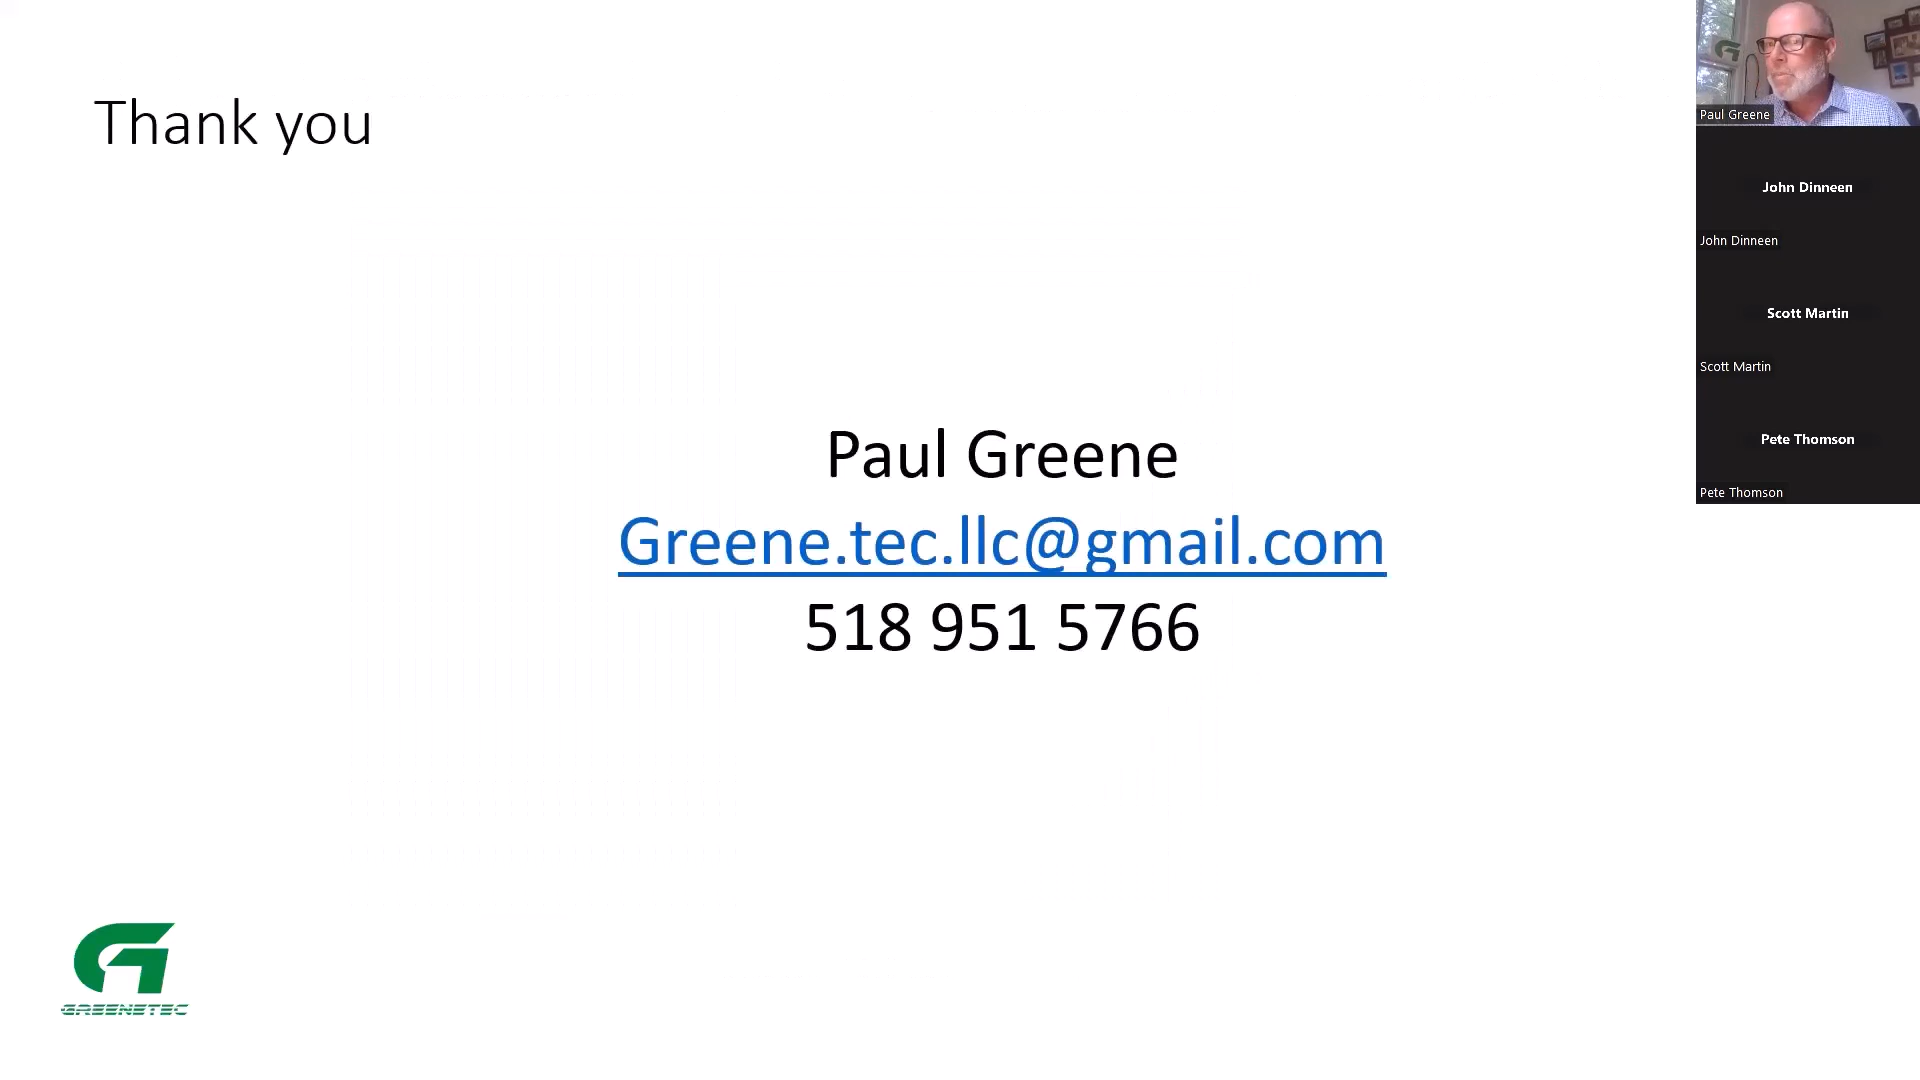 Thank you
Paul Greene
Greene.tec.llc@gmail.com
518 951 5766
GREENETEC
Paul Greene
John Dinneen
John Dinneen
Scott Martin
Scott Martin
Pete Thomson
Pete Thomson